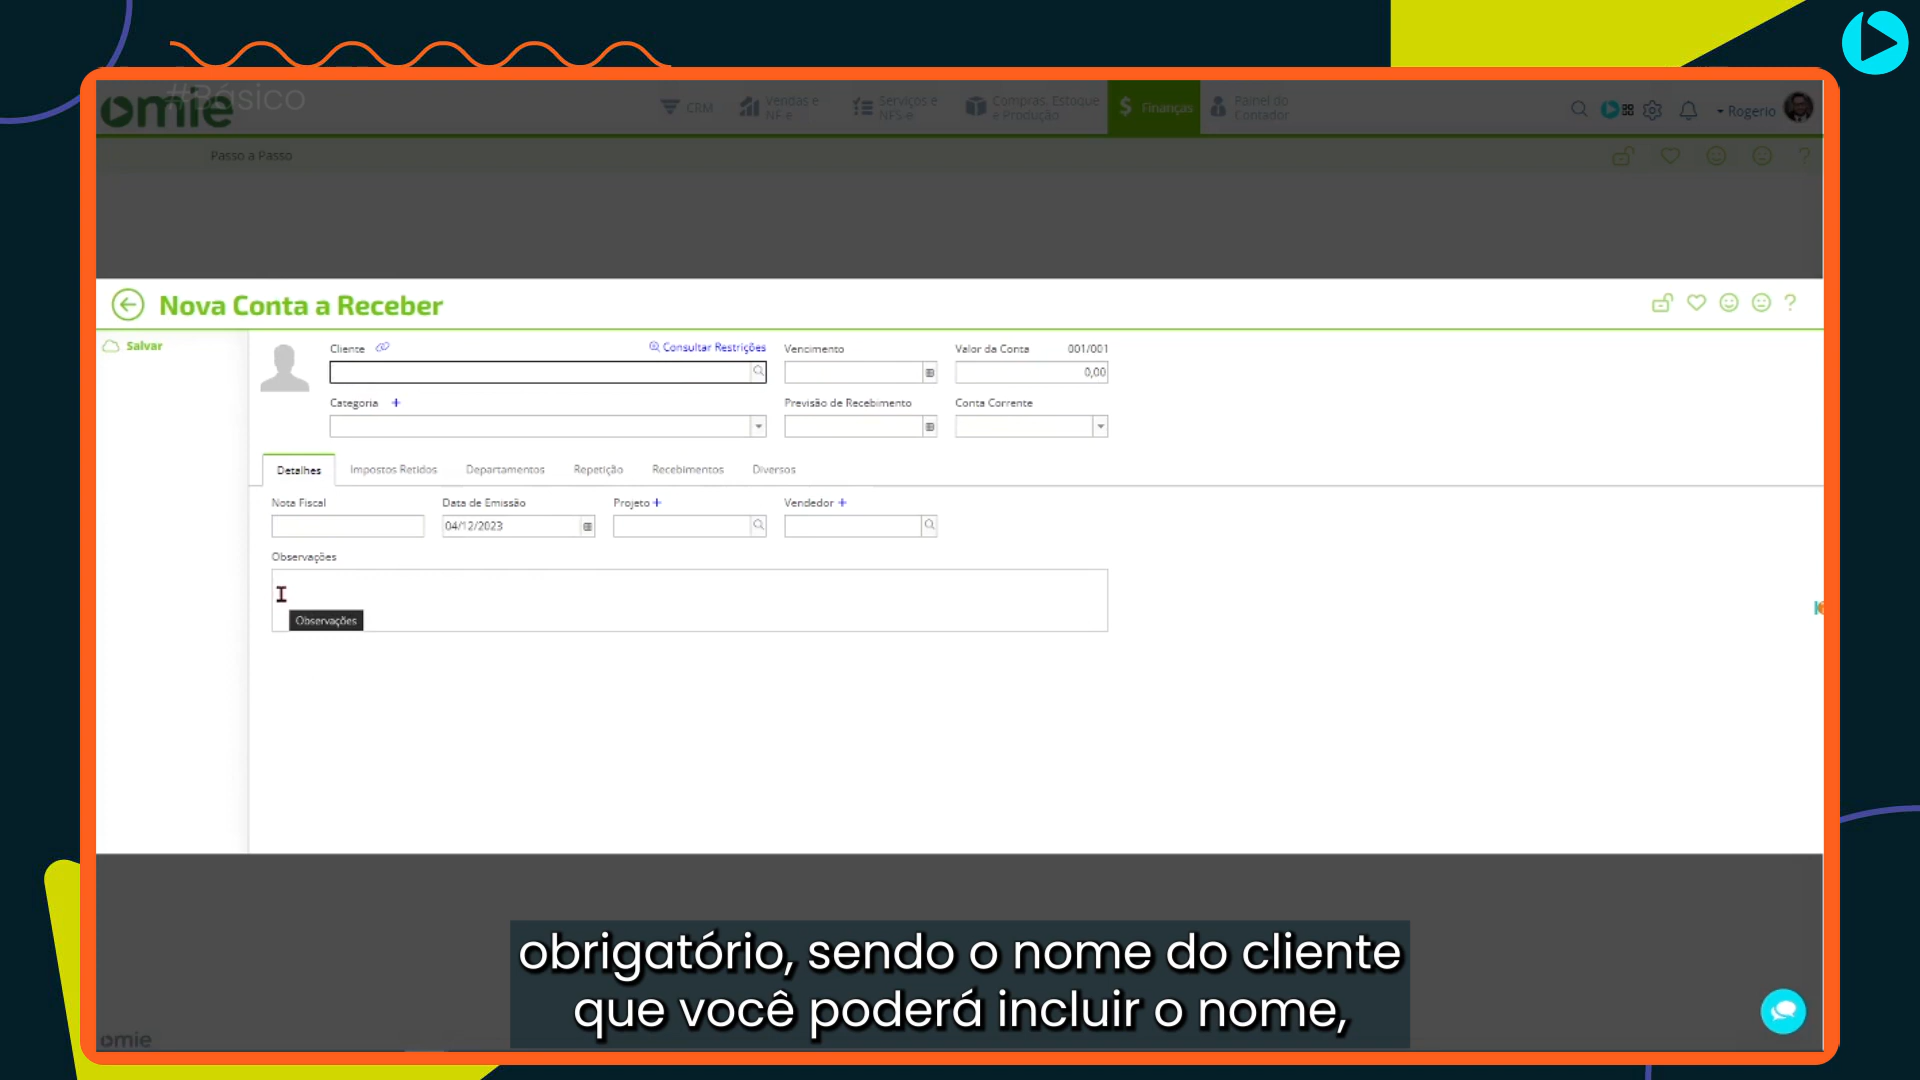 #Básico
omie
CRM
Vendas e NF-e
Serviços e NFS-e
Compras, Estoque e Produção
$ Finanças
Painel do Contador
Rogerio
Passo a Passo
?
Nova Conta a Receber
?
Salvar
Cliente
Consultar Restrições
Vencimento
Valor da Conta
001/001
0,00
Categoria +
Previsão de Recebimento
Conta Corrente
Detalhes
Impostos Retidos
Departamentos
Repetição
Recebimentos
Diversos
Nota Fiscal
Data de Emissão
Projeto +
Vendedor +
04/12/2023
Observações
Observações
obrigatório, sendo o nome do cliente
que você poderá incluir o nome,
omie